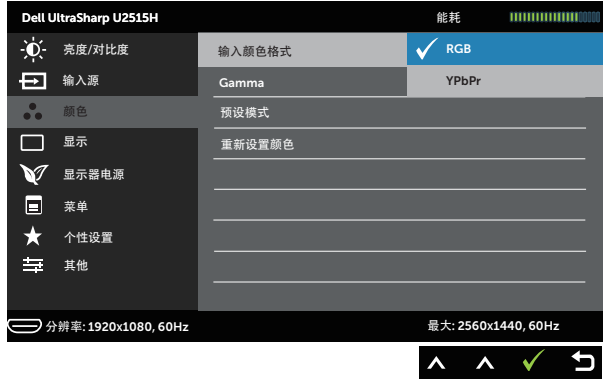 Dell UltraSharp U2515H 能耗
亮度/对比度 输入颜色格式 RGB
输入源 Gamma YPbPr
颜色 预设模式
显示 重新设置颜色
显示器电源
菜单
个性设置
其他
分辨率: 1920x1080, 60Hz 最大: 2560x1440, 60Hz